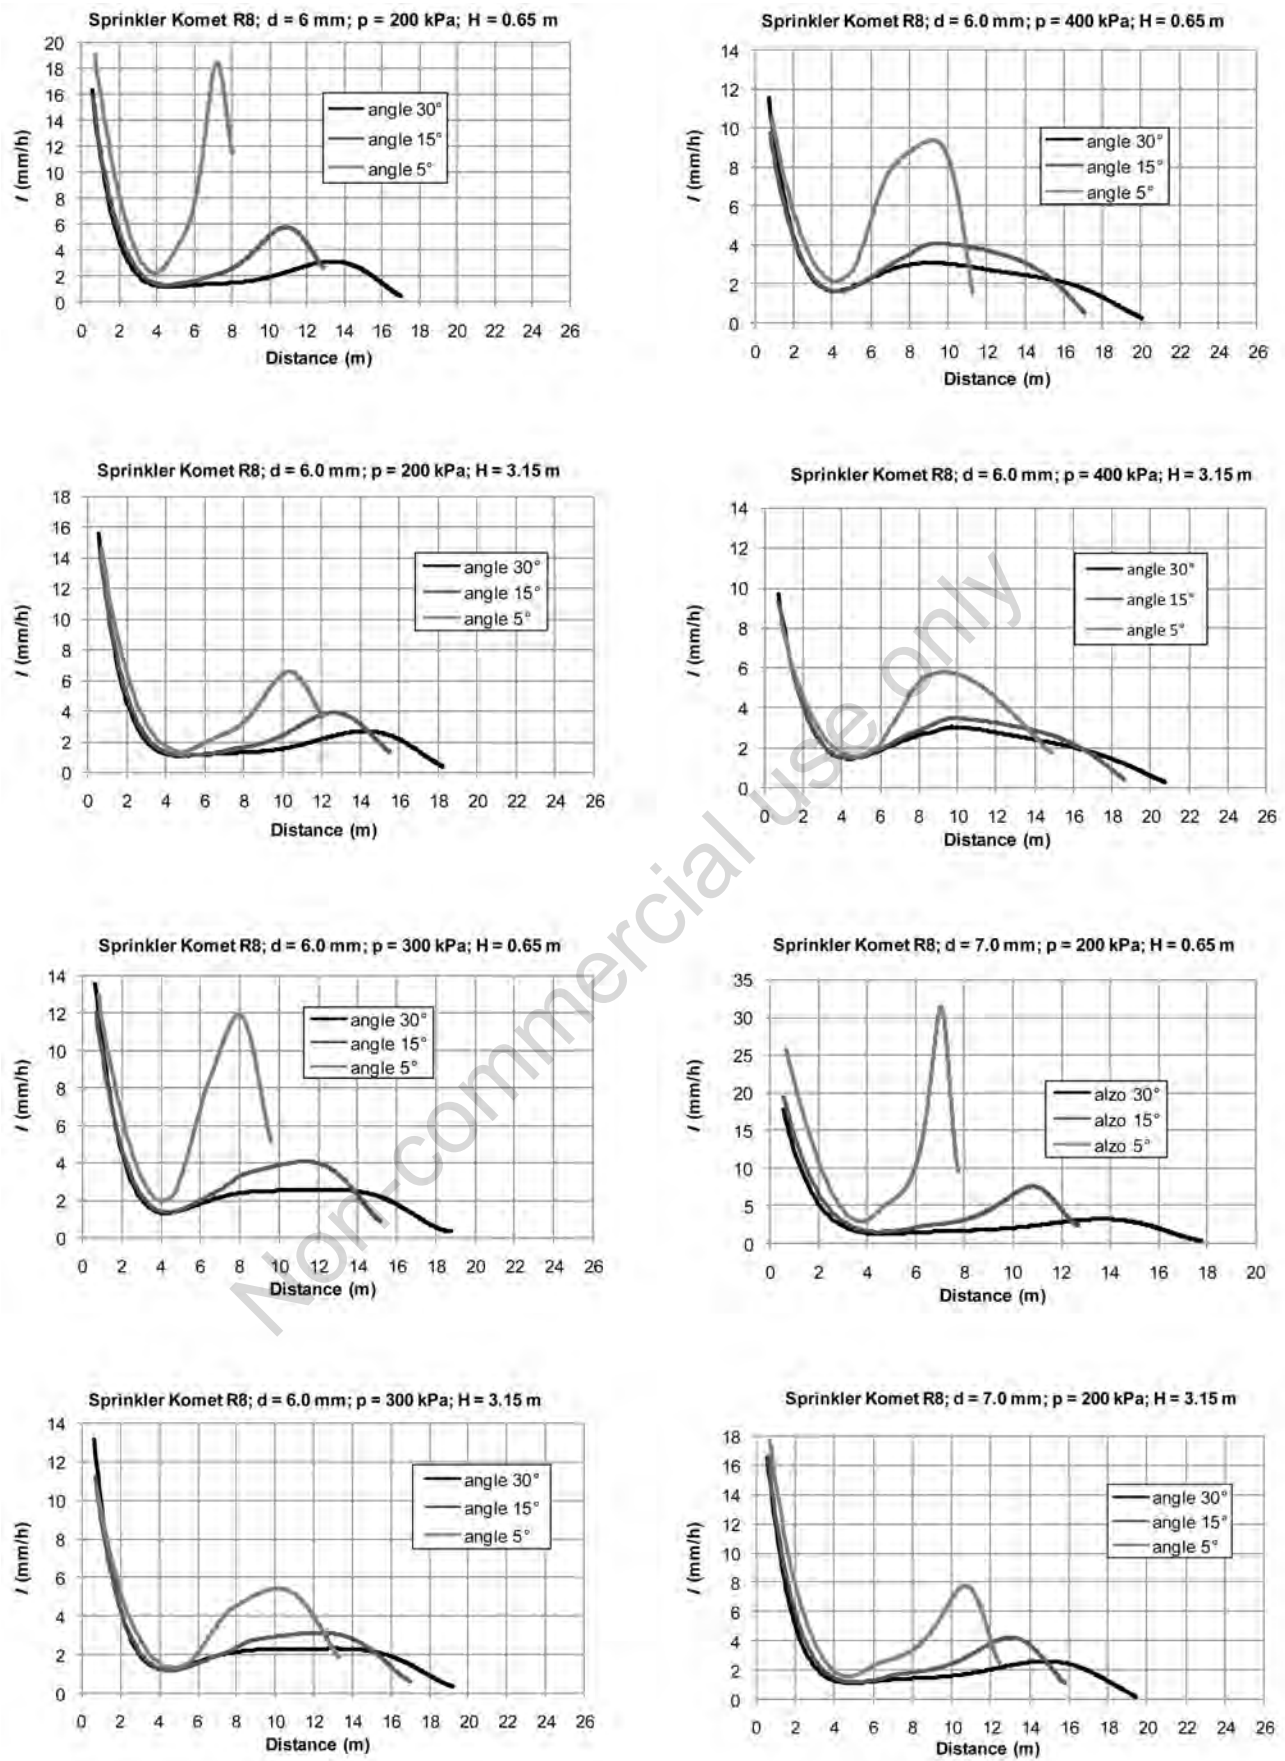 Sprinkler Komet R8; d = 6 mm; p = 200 kPa; H = 0.65 m
20
18
16
14
12
10
8
6
4
2
0
I (mm/h)
angle 30°
angle 15°
angle 5°
0 2 4 6 8 10 12 14 16 18 20 22 24 26
Distance (m)
Sprinkler Komet R8; d = 6.0 mm; p = 400 kPa; H = 0.65 m
14
12
10
8
6
4
2
0
I (mm/h)
angle 30°
angle 15°
angle 5°
0 2 4 6 8 10 12 14 16 18 20 22 24 26
Distance (m)
Sprinkler Komet R8; d = 6.0 mm; p = 200 kPa; H = 3.15 m
18
16
14
12
10
8
6
4
2
0
I (mm/h)
angle 30°
angle 15°
angle 5°
0 2 4 6 8 10 12 14 16 18 20 22 24 26
Distance (m)
Sprinkler Komet R8; d = 6.0 mm; p = 400 kPa; H = 3.15 m
14
12
10
8
6
4
2
0
I (mm/h)
angle 30°
angle 15°
angle 5°
0 2 4 6 8 10 12 14 16 18 20 22 24 26
Distance (m)
Sprinkler Komet R8; d = 6.0 mm; p = 300 kPa; H = 0.65 m
14
12
10
8
6
4
2
0
I (mm/h)
angle 30°
angle 15°
angle 5°
0 2 4 6 8 10 12 14 16 18 20 22 24 26
Distance (m)
Sprinkler Komet R8; d = 7.0 mm; p = 200 kPa; H = 0.65 m
35
30
25
20
15
10
5
0
I (mm/h)
alzo 30°
alzo 15°
alzo 5°
0 2 4 6 8 10 12 14 16 18 20
Distance (m)
Sprinkler Komet R8; d = 6.0 mm; p = 300 kPa; H = 3.15 m
14
12
10
8
6
4
2
0
I (mm/h)
angle 30°
angle 15°
angle 5°
0 2 4 6 8 10 12 14 16 18 20 22 24 26
Distance (m)
Sprinkler Komet R8; d = 7.0 mm; p = 200 kPa; H = 3.15 m
18
16
14
12
10
8
6
4
2
0
I (mm/h)
angle 30°
angle 15°
angle 5°
0 2 4 6 8 10 12 14 16 18 20 22 24 26
Distance (m)
Non-commercial use only